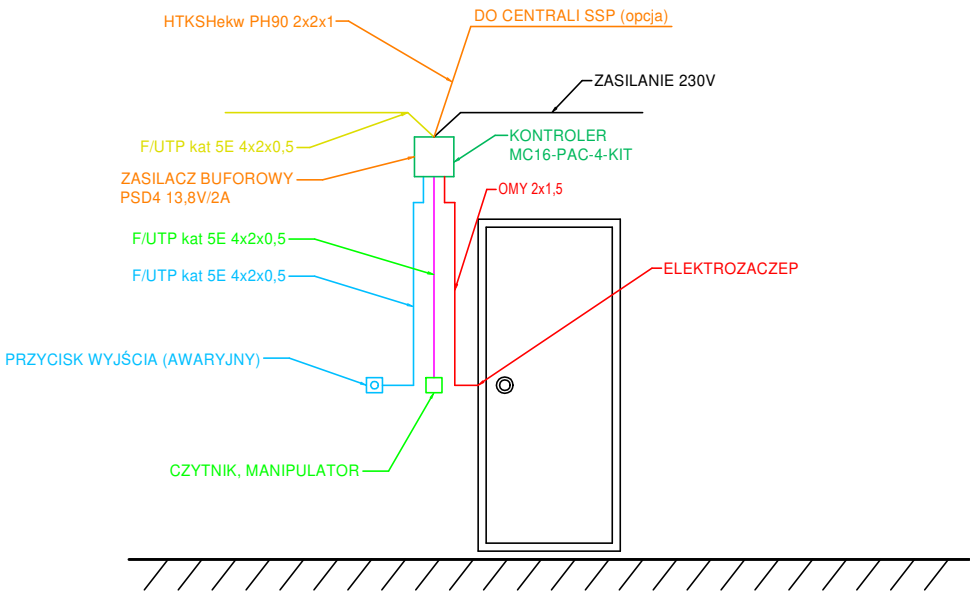 HTKSHekw PH90 2x2x1
DO CENTRALI SSP (opcja)
ZASILANIE 230V
F/UTP kat 5E 4x2x0,5
KONTROLER
MC16-PAC-4-KIT
ZASILACZ BUFOROWY
PSD4 13,8V/2A
OMY 2x1,5
F/UTP kat 5E 4x2x0,5
F/UTP kat 5E 4x2x0,5
ELEKTROZACZEP
PRZYCISK WYJŚCIA (AWARYJNY)
CZYTNIK, MANIPULATOR